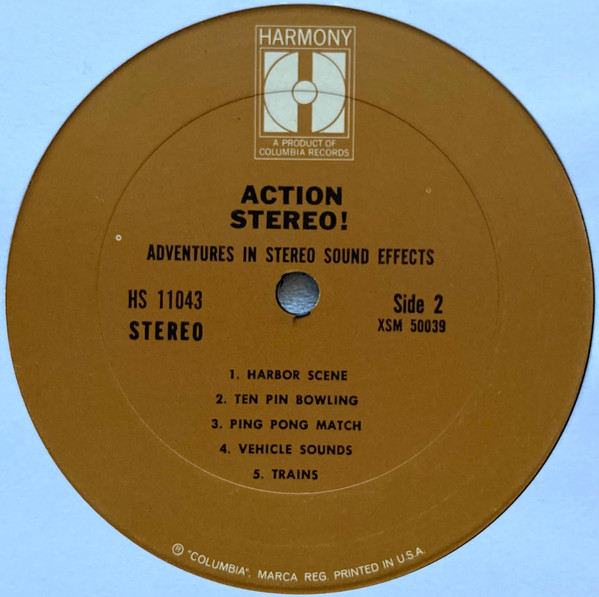 HARMONY
A PRODUCT OF
COLUMBIA RECORDS
ACTION
STEREO!
ADVENTURES IN STEREO SOUND EFFECTS
HS 11043
STEREO
Side 2
XSM 50039
1. HARBOR SCENE
2. TEN PIN BOWLING
3. PING PONG MATCH
4. VEHICLE SOUNDS
5. TRAINS
Ⓡ "COLUMBIA", MARCA REG. PRINTED IN U.S.A.